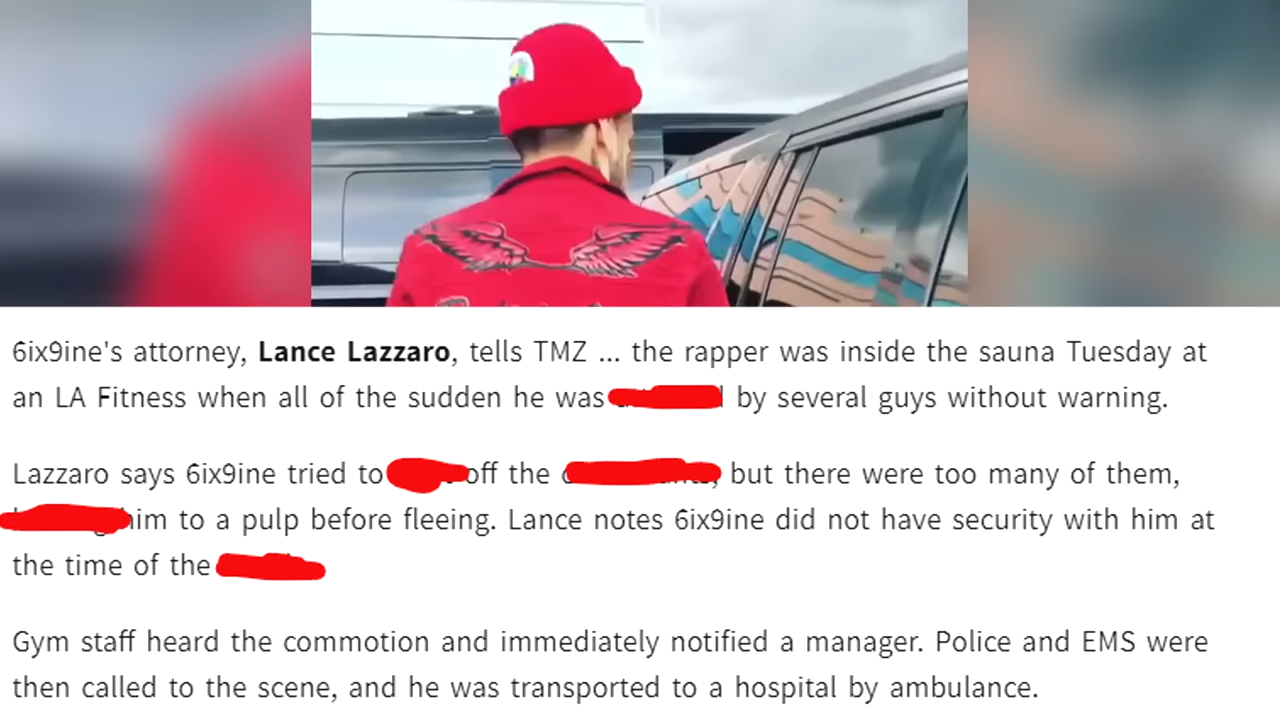 6ix9ine's attorney, Lance Lazzaro, tells TMZ ... the rapper was inside the sauna Tuesday at
an LA Fitness when all of the sudden he was by several guys without warning.
Lazzaro says 6ix9ine tried to off the but there were too many of them,
him to a pulp before fleeing. Lance notes 6ix9ine did not have security with him at
the time of the
Gym staff heard the commotion and immediately notified a manager. Police and EMS were
then called to the scene, and he was transported to a hospital by ambulance.